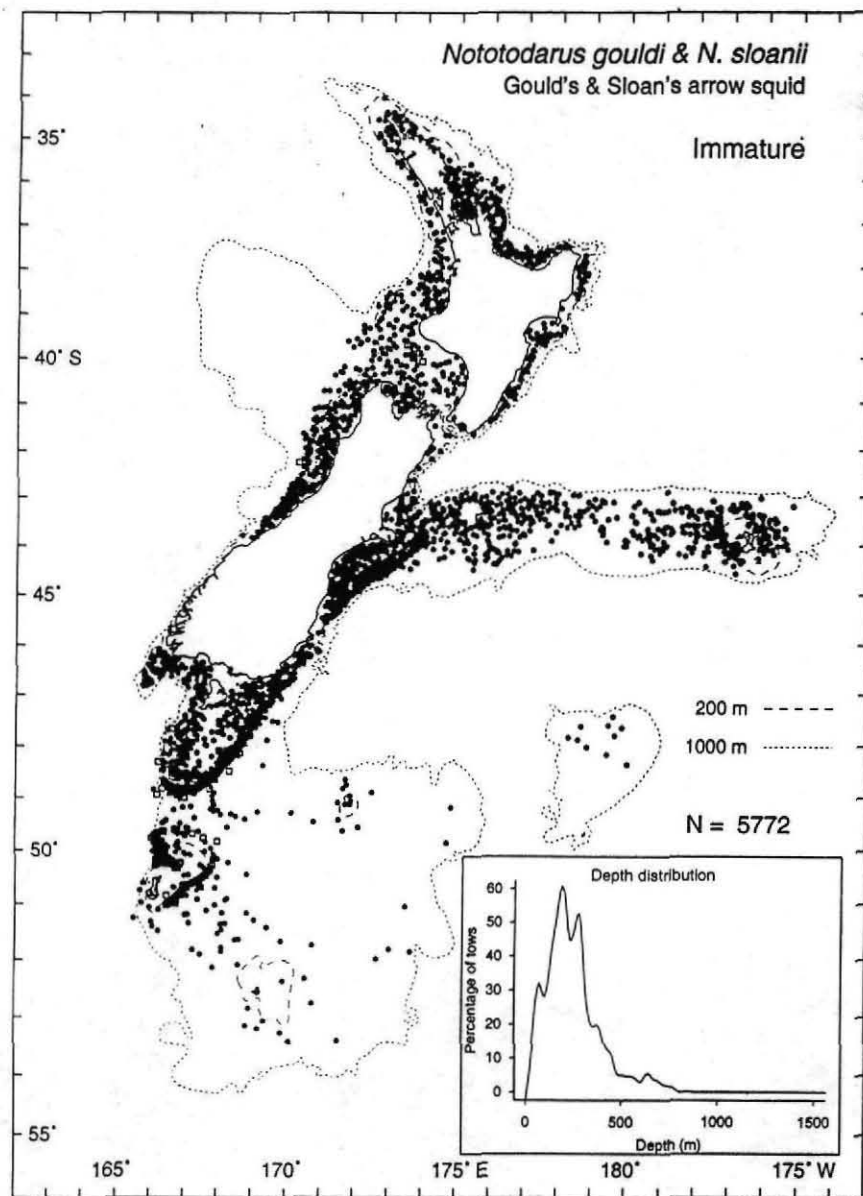 Nototodarus gouldi & N. sloanii
Gould's & Sloan's arrow squid
Immature
35°
40° S
45°
50°
55°
200 m
1000 m
N = 5772
Depth distribution
Percentage of tows
60
50
40
30
20
10
0
0 500 1000 1500
Depth (m)
165° 170° 175° E 180° 175° W